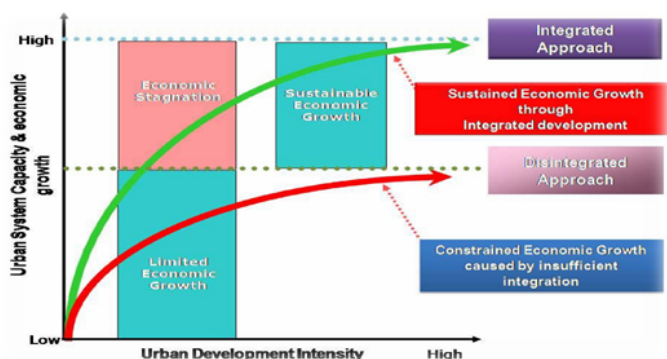 High
Low
Urban System Capacity & economic
growth
Economic
Stagnation
Limited
Economic
Growth
Sustainable
Economic
Growth
Integrated
Approach
Sustained Economic Growth
through
Integrated development
Disintegrated
Approach
Constrained Economic Growth
caused by insufficient
integration
Urban Development Intensity
High